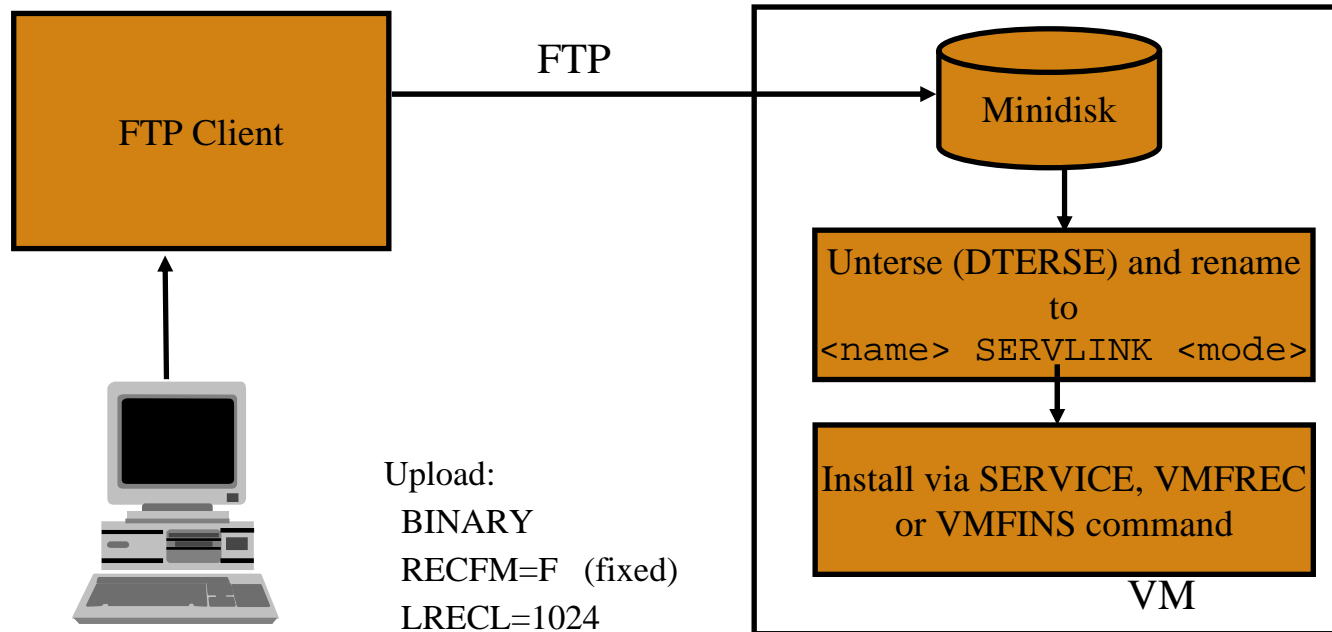 FTP Client
FTP
Minidisk
Unterse (DTERSE) and rename
to
<name> SERVLINK <mode>
Install via SERVICE, VMFREC
or VMFINS command
VM
Upload:
BINARY
RECFM=F (fixed)
LRECL=1024